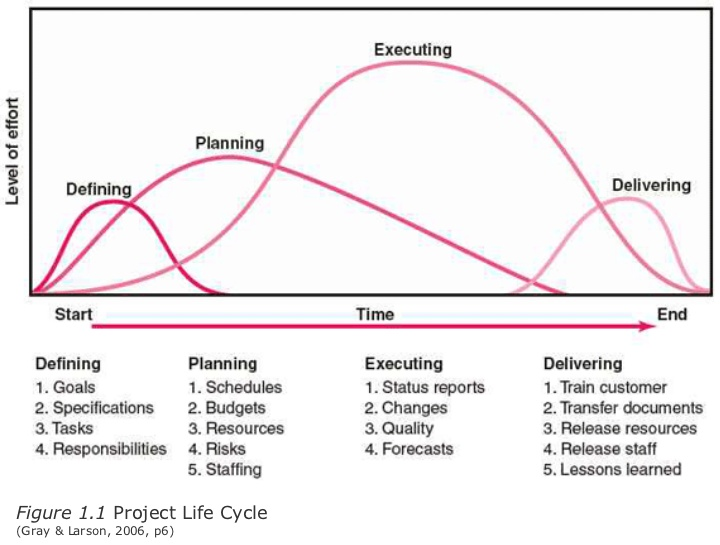 Executing
Planning
Defining
Delivering
Level of effort
Start
Time
End
Defining
1. Goals
2. Specifications
3. Tasks
4. Responsibilities
Planning
1. Schedules
2. Budgets
3. Resources
4. Risks
5. Staffing
Executing
1. Status reports
2. Changes
3. Quality
4. Forecasts
Delivering
1. Train customer
2. Transfer documents
3. Release resources
4. Release staff
5. Lessons learned
Figure 1.1 Project Life Cycle
(Gray & Larson, 2006, p6)